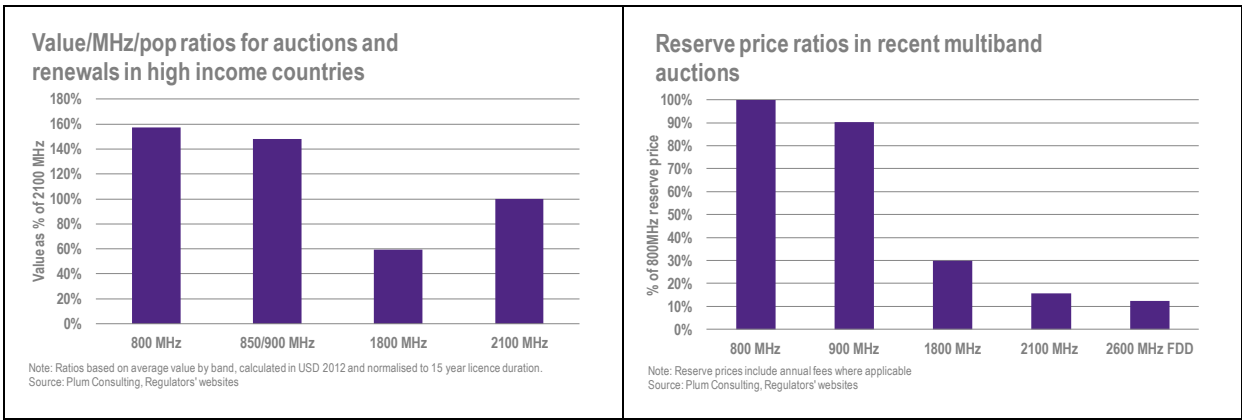 Value/MHz/pop ratios for auctions and
renewals in high income countries
180%
160%
140%
120%
100%
80%
60%
40%
20%
0%
Value as % of 2100 MHz
800 MHz 850/900 MHz 1800 MHz 2100 MHz
Note: Ratios based on average value by band, calculated in USD 2012 and normalised to 15 year licence duration.
Source: Plum Consulting, Regulators' websites
Reserve price ratios in recent multiband
auctions
100%
90%
80%
70%
60%
50%
40%
30%
20%
10%
0%
% of 800MHz reserve price
800 MHz 900 MHz 1800 MHz 2100 MHz 2600 MHz FDD
Note: Reserve prices include annual fees where applicable
Source: Plum Consulting, Regulators' websites